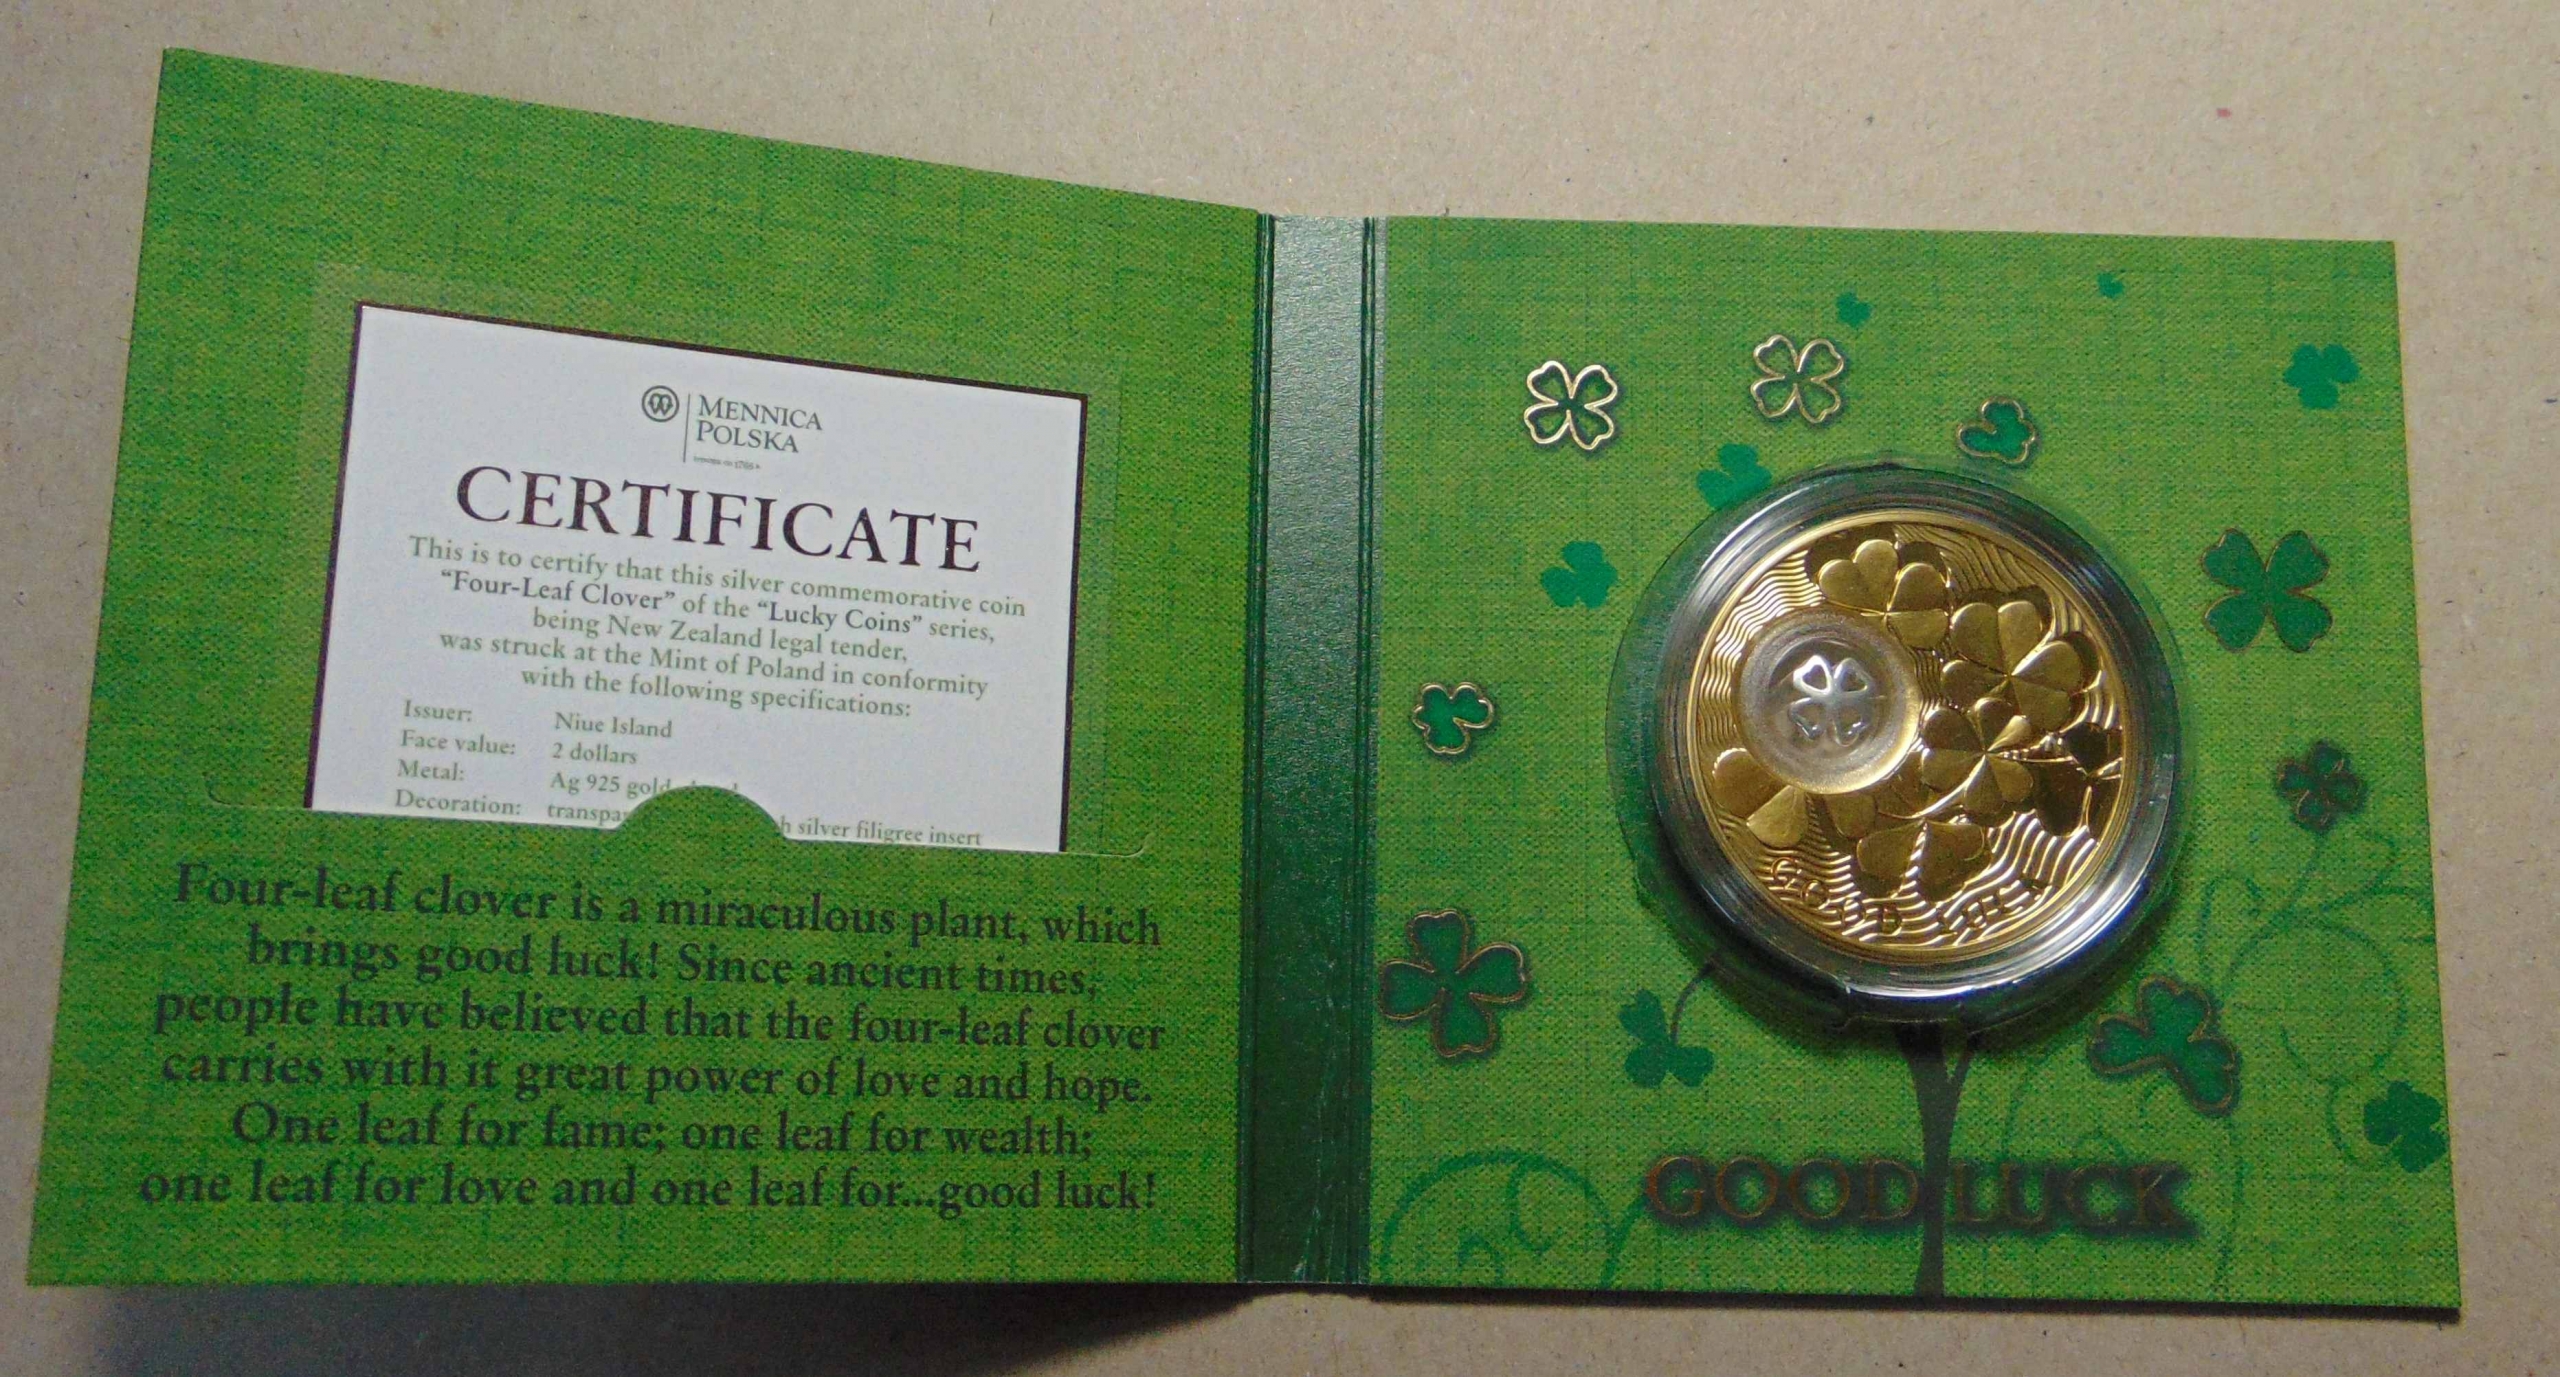 MENNICA
POLSKA
CERTIFICATE
This is to certify that this silver commemorative coin
“Four-Leaf Clover” of the “Lucky Coins” series,
being New Zealand legal tender,
was struck at the Mint of Poland in conformity
with the following specifications:
Issuer: Niue Island
Face value: 2 dollars
Metal: Ag 925
Decoration: silver filigree insert
Four-leaf clover is a miraculous plant, which
brings good luck! Since ancient times,
people have believed that the four-leaf clover
carries with it great power of love and hope.
One leaf for fame; one leaf for wealth;
one leaf for love and one leaf for...good luck!
GOOD LUCK
GOOD LUCK